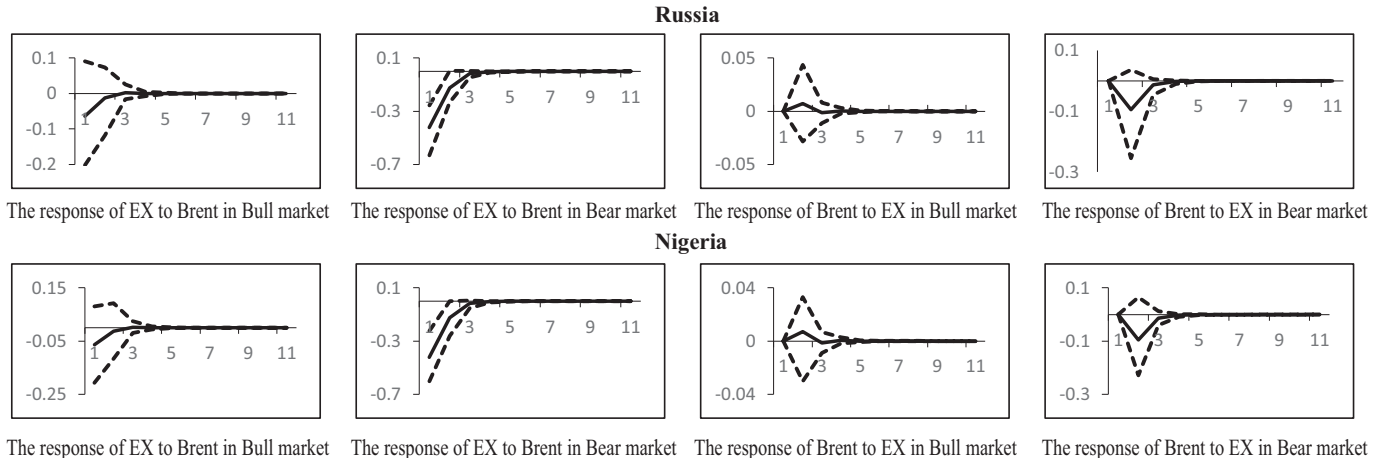 Russia
0.1
0
-0.1
-0.2
1 3 5 7 9 11
0.1
-0.3
-0.7
1 3 5 7 9 11
0.05
0
-0.05
1 3 5 7 9 11
0.1
-0.1
-0.3
1 3 5 7 9 11
The response of EX to Brent in Bull market
The response of EX to Brent in Bear market
The response of Brent to EX in Bull market
The response of Brent to EX in Bear market
Nigeria
0.15
-0.05
-0.25
1 3 5 7 9 11
0.1
-0.3
-0.7
1 3 5 7 9 11
0.04
0
-0.04
1 3 5 7 9 11
0.1
-0.1
-0.3
1 3 5 7 9 11
The response of EX to Brent in Bull market
The response of EX to Brent in Bear market
The response of Brent to EX in Bull market
The response of Brent to EX in Bear market